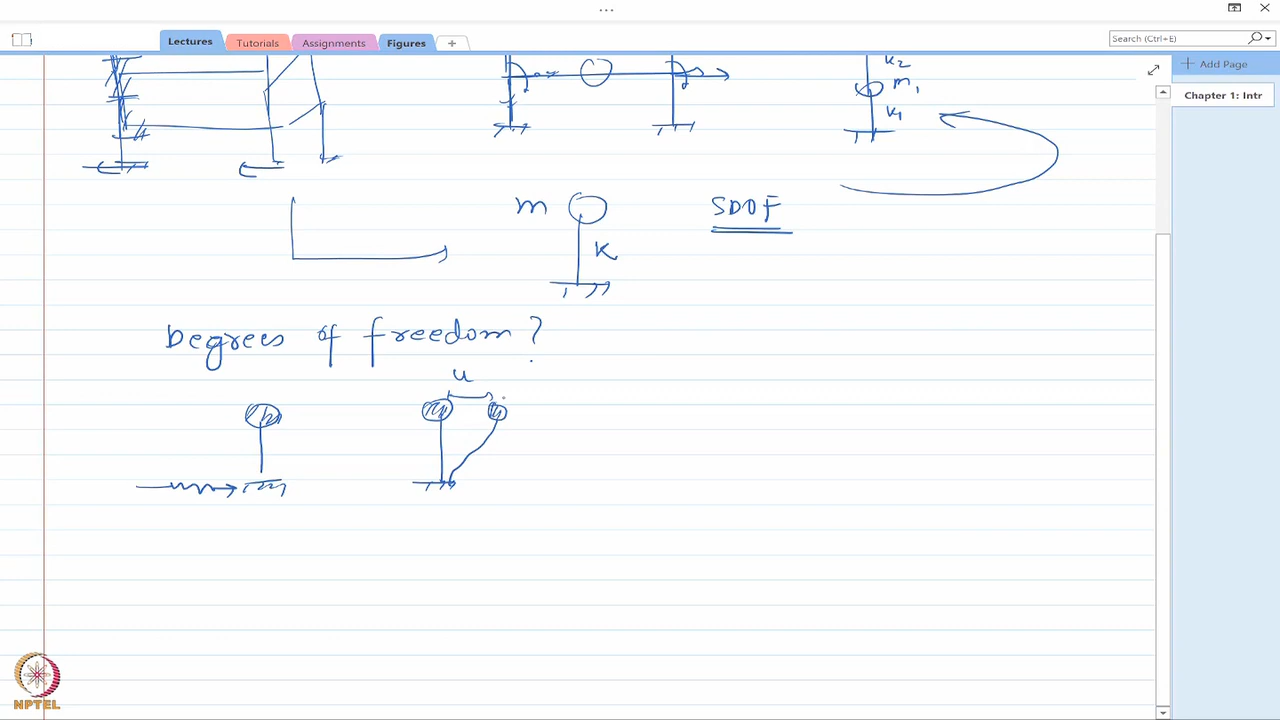 ...
Lectures Tutorials Assignments Figures +
Search (Ctrl+E)
Add Page
Chapter 1: Intr
K2
m1
K1
m
K
SDOF
Degrees of freedom?
u
NPTEL